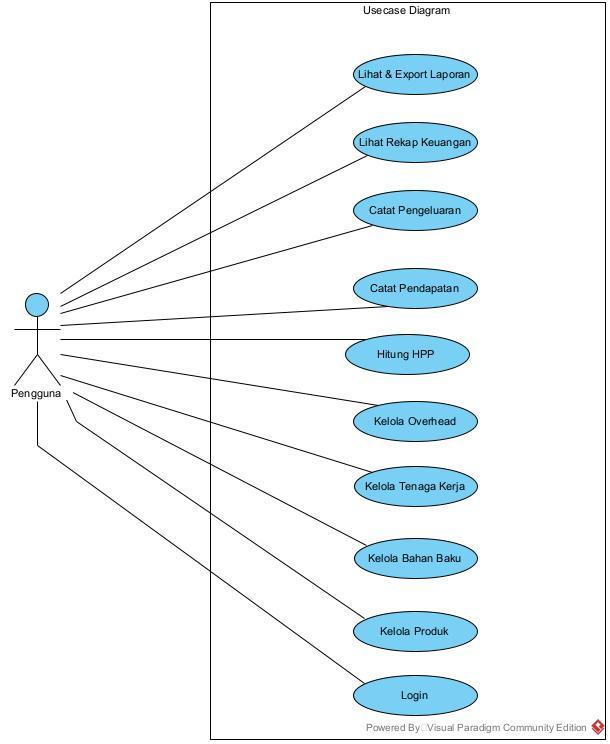 Usecase Diagram
Lihat & Export Laporan
Lihat Rekap Keuangan
Catat Pengeluaran
Catat Pendapatan
Hitung HPP
Pengguna
Kelola Overhead
Kelola Tenaga Kerja
Kelola Bahan Baku
Kelola Produk
Login
Powered By Visual Paradigm Community Edition